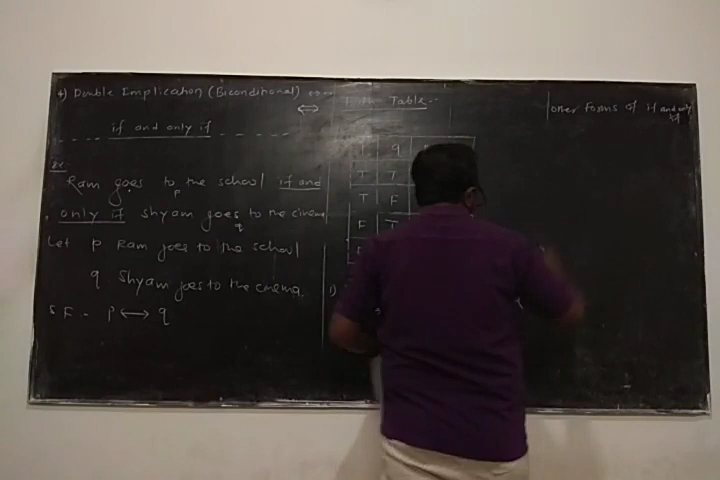 4) Double Implication (Biconditional) ↔
⟺
if and only if
Ex:-
Ram goes to the school if and
p
only if Shyam goes to the cinema
q
Let p Ram goes to the school
q Shyam goes to the cinema.
SF - p ⟷ q
Table:-
q
T T
T F
F T
F
1)
other forms of if and only
if